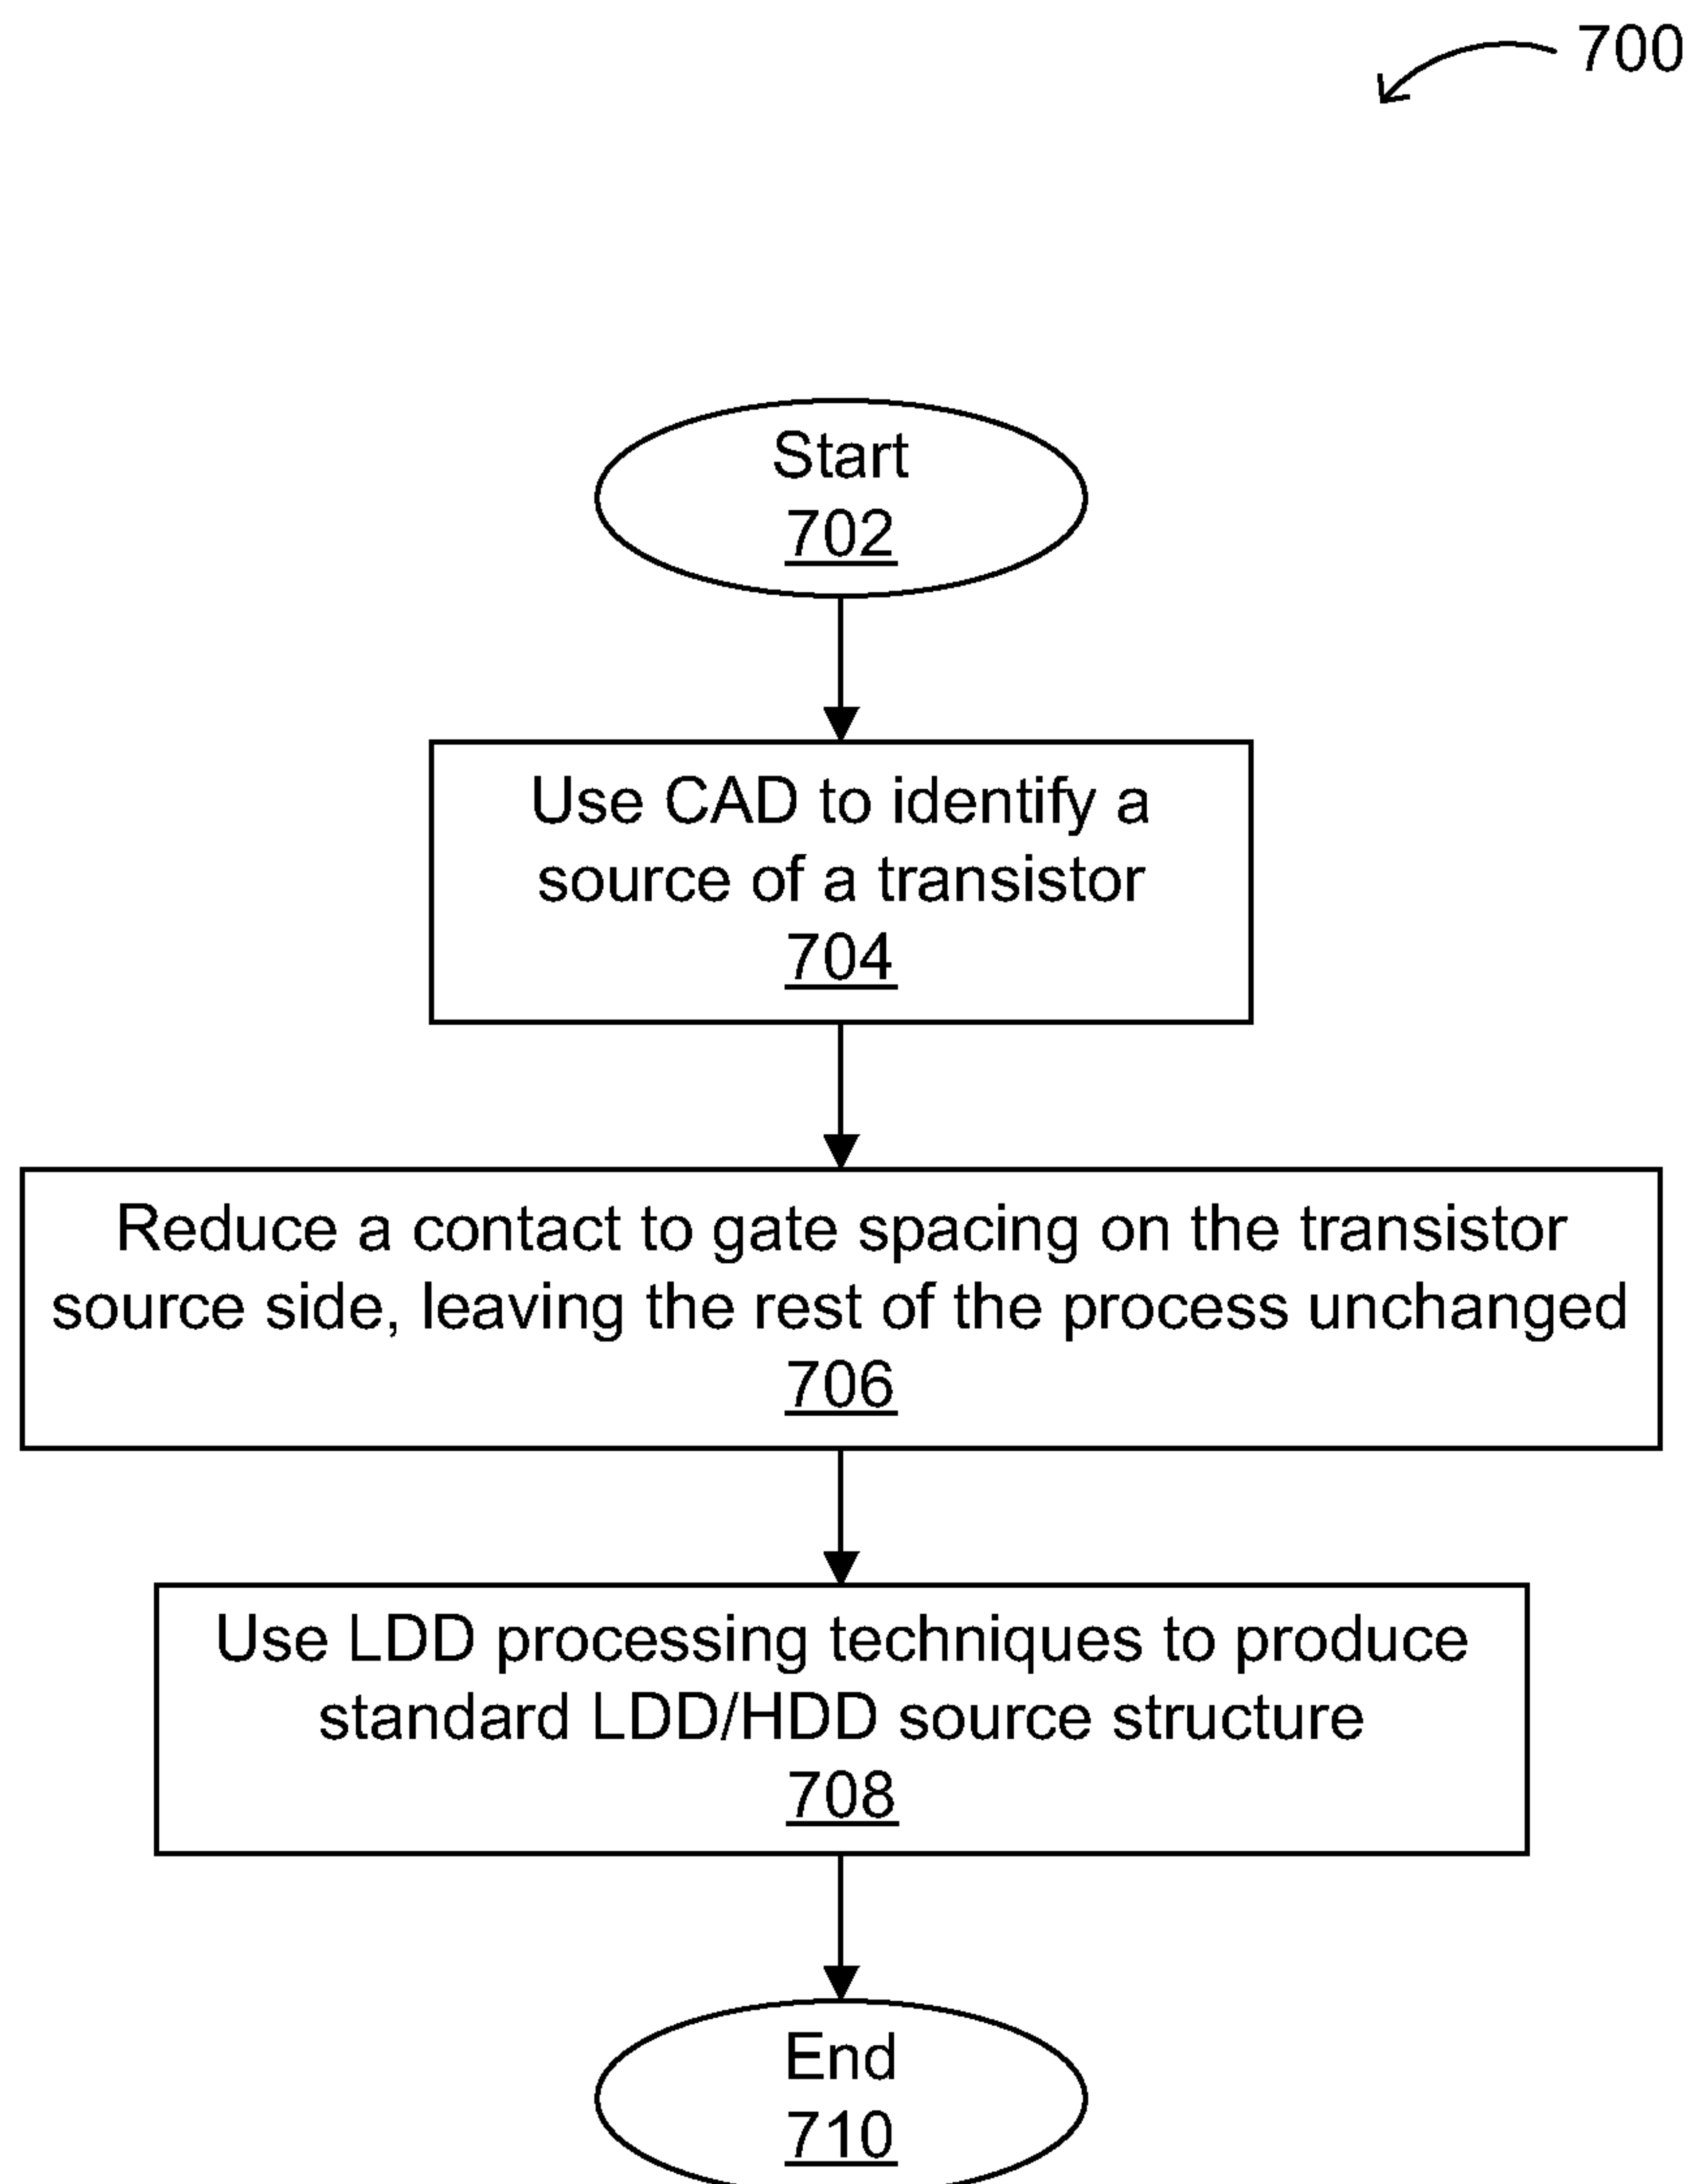 700
Start
702
Use CAD to identify a
source of a transistor
704
Reduce a contact to gate spacing on the transistor
source side, leaving the rest of the process unchanged
706
Use LDD processing techniques to produce
standard LDD/HDD source structure
708
End
710